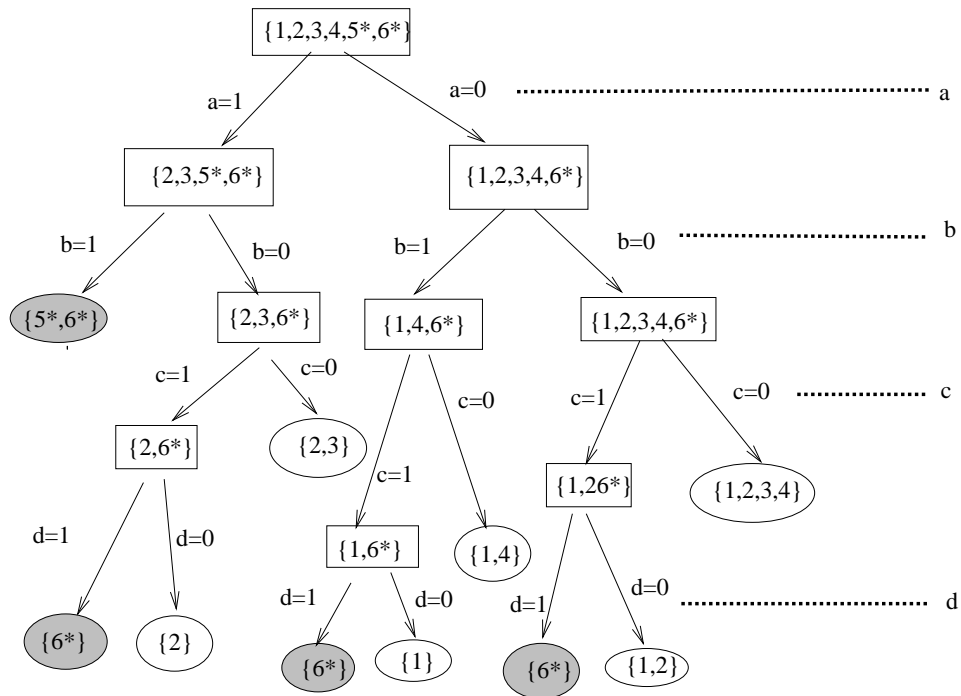 {1,2,3,4,5*,6*}
a=1
a=0
a
{2,3,5*,6*}
{1,2,3,4,6*}
b=1
b=0
b=1
b=0
b
{5*,6*}
{2,3,6*}
{1,4,6*}
{1,2,3,4,6*}
c=1
c=0
c=1
c=0
c=1
c=0
c
{2,6*}
{2,3}
{1,26*}
{1,2,3,4}
{1,6*}
{1,4}
d=1
d=0
d=1
d=0
d=1
d=0
d
{6*}
{2}
{6*}
{1}
{6*}
{1,2}